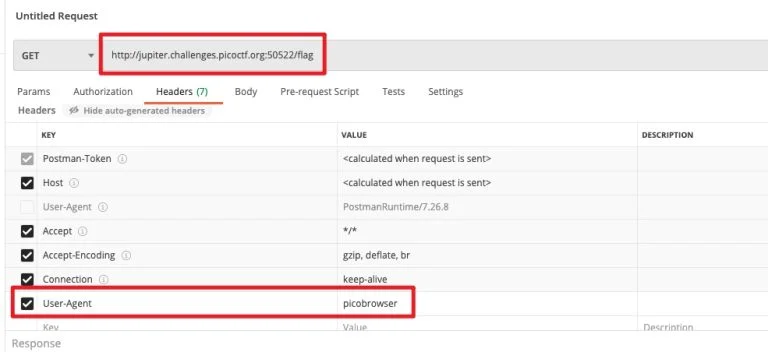 Untitled Request
GET http://jupiter.challenges.picoctf.org:50522/flag
Params Authorization Headers (7) Body Pre-request Script Tests Settings
Headers Hide auto-generated headers
KEY VALUE DESCRIPTION
Postman-Token <calculated when request is sent>
Host <calculated when request is sent>
User-Agent PostmanRuntime/7.26.8
Accept */*
Accept-Encoding gzip, deflate, br
Connection keep-alive
User-Agent picobrowser
Key Value Description
Response